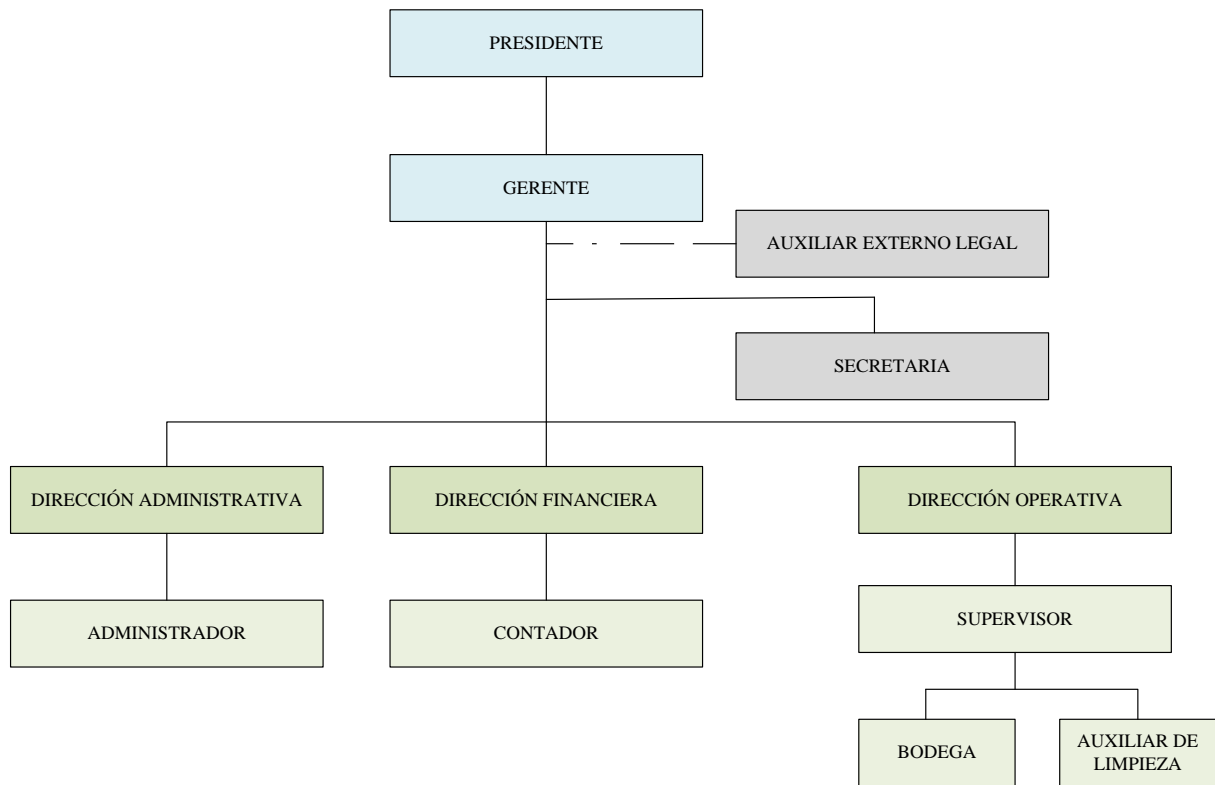 PRESIDENTE
GERENTE
AUXILIAR EXTERNO LEGAL
SECRETARIA
DIRECCIÓN ADMINISTRATIVA
DIRECCIÓN FINANCIERA
DIRECCIÓN OPERATIVA
ADMINISTRADOR
CONTADOR
SUPERVISOR
BODEGA
AUXILIAR DE
LIMPIEZA